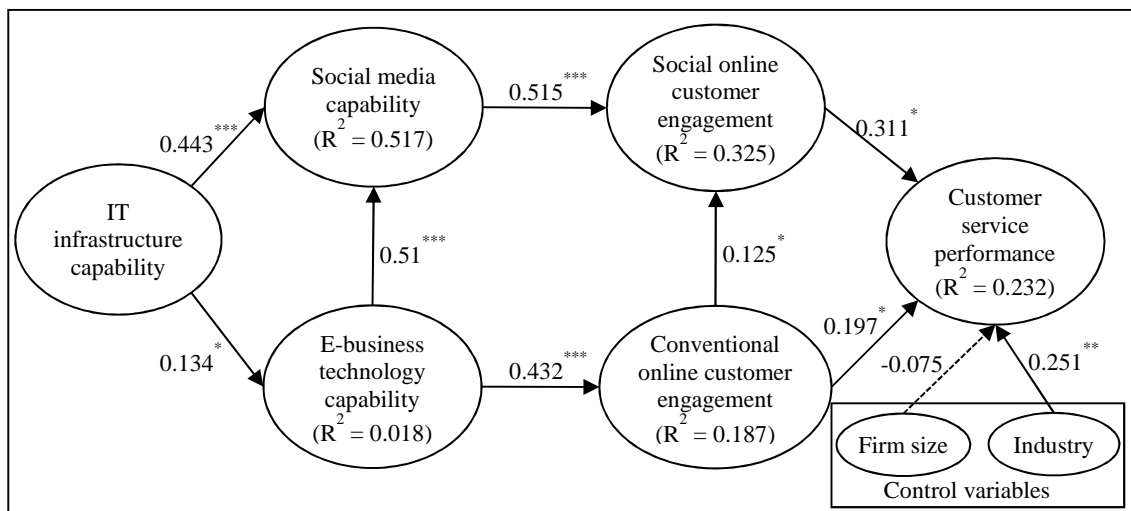 Social media
capability
(R² = 0.517)
0.515***
Social online
customer
engagement
(R² = 0.325)
0.443***
0.311*
IT
infrastructure
capability
0.51***
0.125*
Customer
service
performance
(R² = 0.232)
0.134*
E-business
technology
capability
(R² = 0.018)
0.432***
Conventional
online customer
engagement
(R² = 0.187)
0.197*
-0.075
0.251**
Firm size
Industry
Control variables